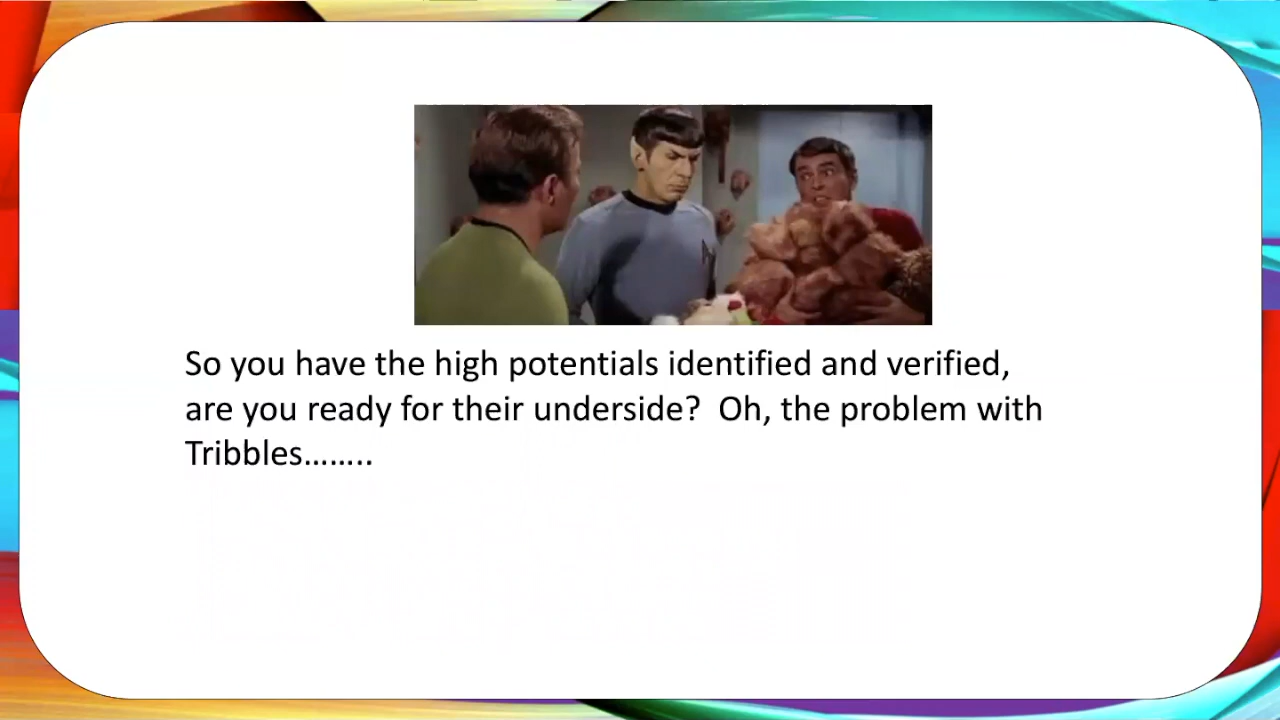 So you have the high potentials identified and verified,
are you ready for their underside?  Oh, the problem with
Tribbles……..